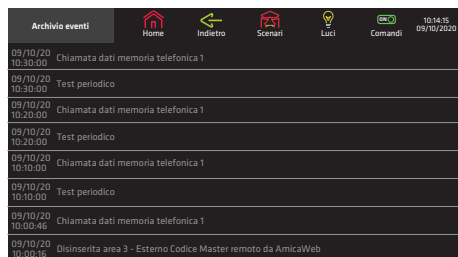 Archivio eventi
Home
Indietro
Scenari
Luci
ON
Comandi
10:14:15
09/10/2020
09/10/20
10:30:00
Chiamata dati memoria telefonica 1
09/10/20
10:30:00
Test periodico
09/10/20
10:20:00
Chiamata dati memoria telefonica 1
09/10/20
10:20:00
Test periodico
09/10/20
10:10:00
Chiamata dati memoria telefonica 1
09/10/20
10:10:00
Test periodico
09/10/20
10:00:46
Chiamata dati memoria telefonica 1
09/10/20
10:00:16
Disinserita area 3 - Esterno Codice Master remoto da AmicaWeb